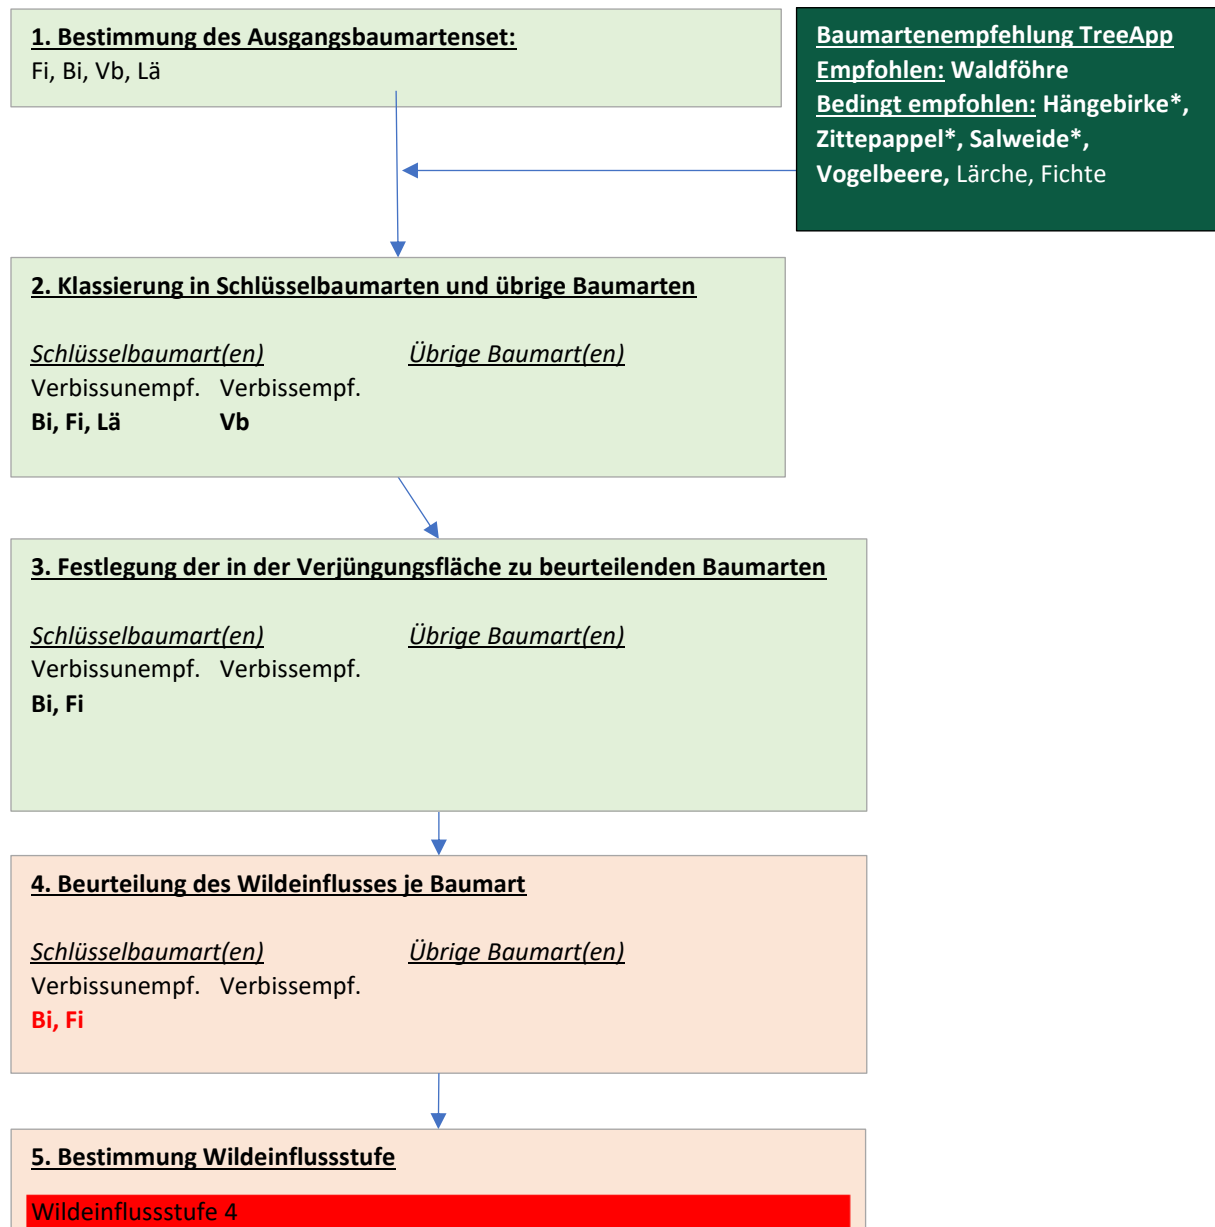 1. Bestimmung des Ausgangsbaumartenset:
Fi, Bi, Vb, Lä
Baumartenempfehlung TreeApp
Empfohlen: Waldföhre
Bedingt empfohlen: Hängebirke*,
Zittepappel*, Salweide*,
Vogelbeere, Lärche, Fichte
2. Klassierung in Schlüsselbaumarten und übrige Baumarten
Schlüsselbaumart(en) Übrige Baumart(en)
Verbissunempf. Verbissempf.
Bi, Fi, Lä Vb
3. Festlegung der in der Verjüngungsfläche zu beurteilenden Baumarten
Schlüsselbaumart(en) Übrige Baumart(en)
Verbissunempf. Verbissempf.
Bi, Fi
4. Beurteilung des Wildeinflusses je Baumart
Schlüsselbaumart(en) Übrige Baumart(en)
Verbissunempf. Verbissempf.
Bi, Fi
5. Bestimmung Wildeinflussstufe
Wildeinflussstufe 4